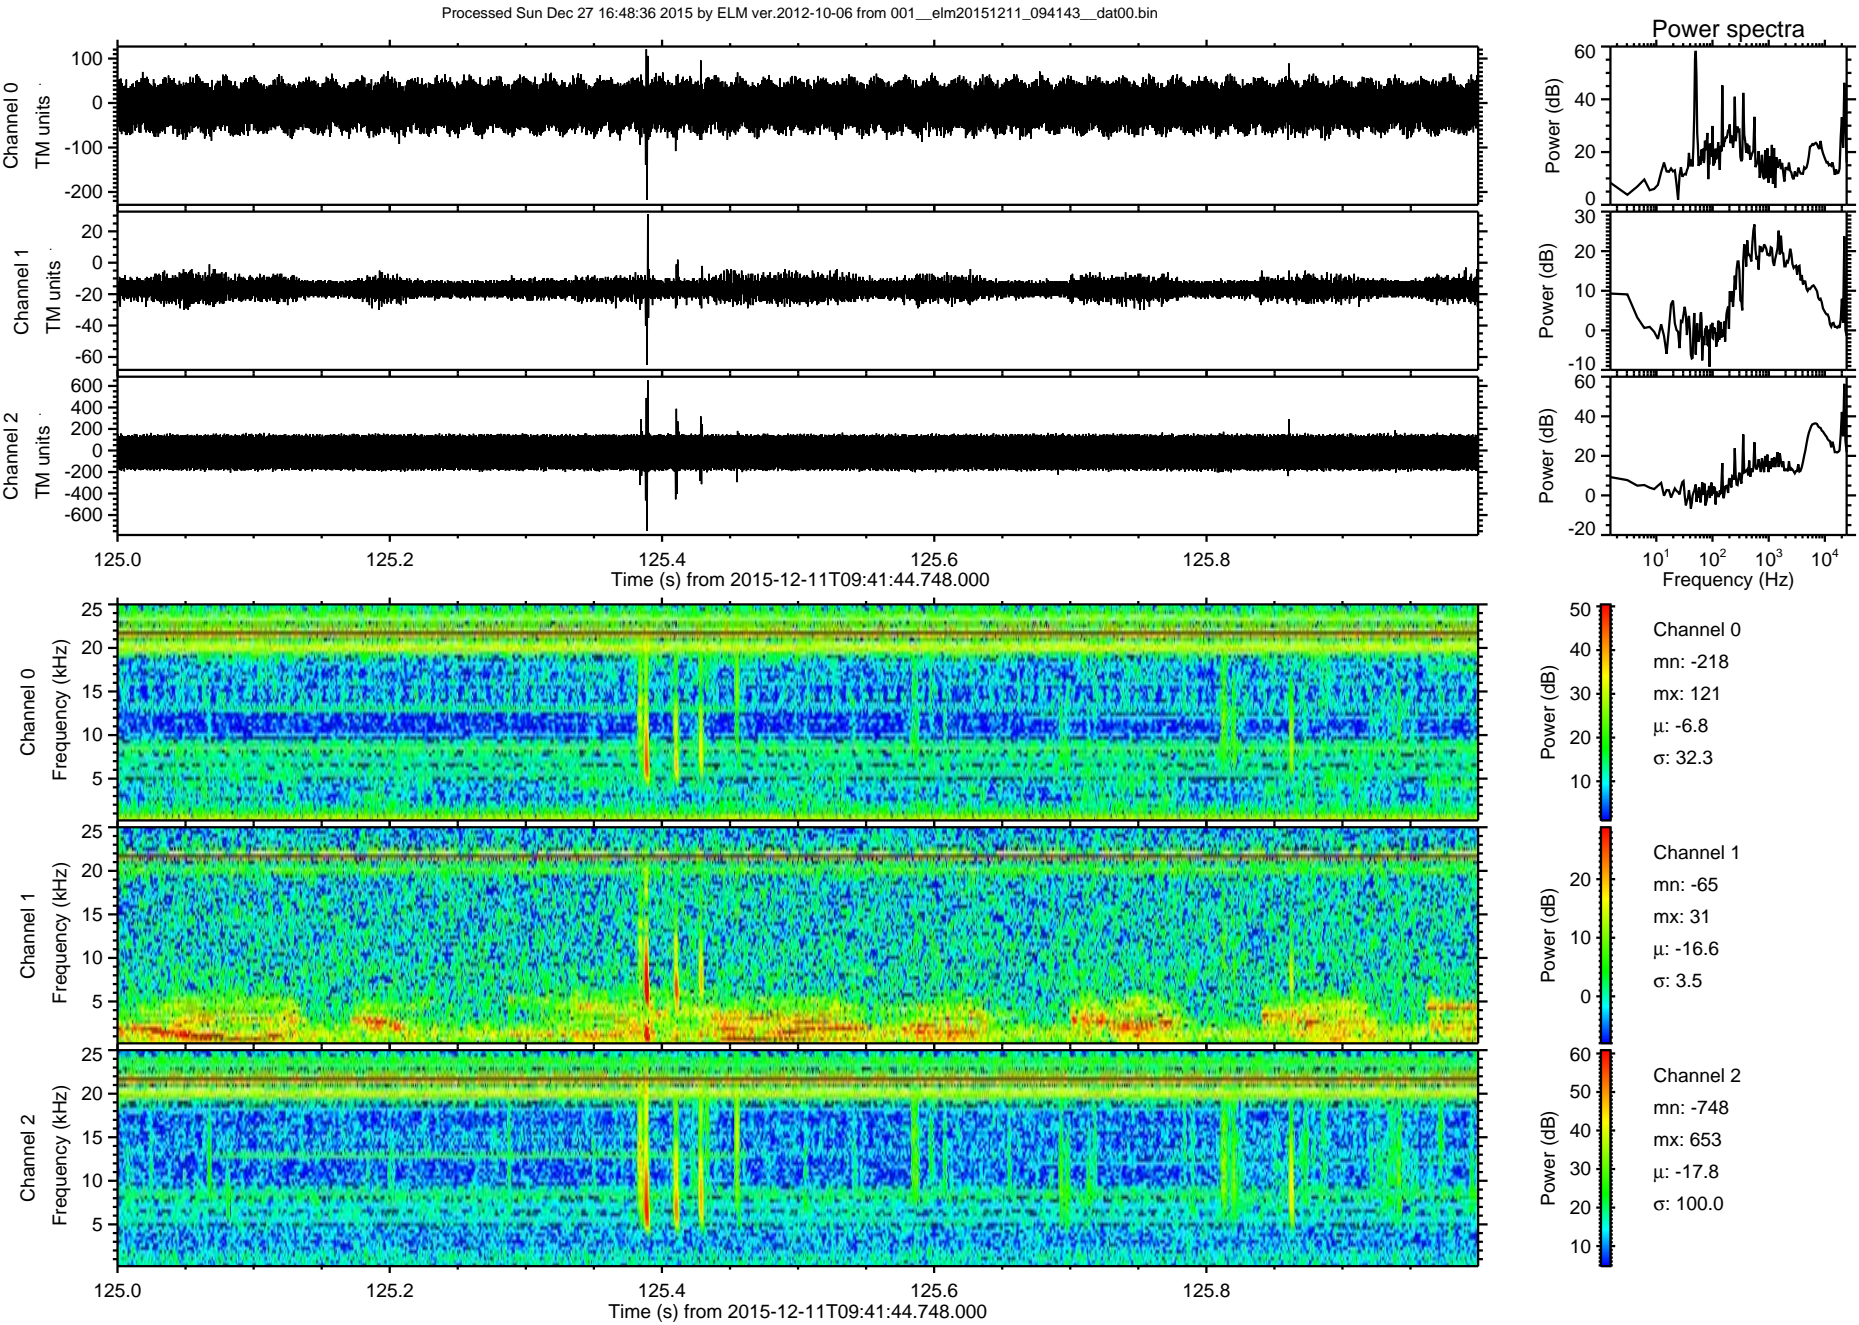 Processed Sun Dec 27 16:48:36 2015 by ELM ver.2012-10-06 from 001__elm20151211_094143__dat00.bin
Power spectra
Channel 0
TM units
100
0
-100
-200
Power (dB)
60
40
20
0
Channel 1
TM units
20
0
-20
-40
-60
Power (dB)
30
20
10
0
-10
Channel 2
TM units
600
400
200
0
-200
-400
-600
Power (dB)
60
40
20
0
-20
125.0 125.2 125.4 125.6 125.8
Time (s) from 2015-12-11T09:41:44.748.000
10¹ 10² 10³ 10⁴
Frequency (Hz)
Channel 0
Frequency (kHz)
25
20
15
10
5
Power (dB)
50
40
30
20
10
Channel 0
mn: -218
mx: 121
μ: -6.8
σ: 32.3
Channel 1
Frequency (kHz)
25
20
15
10
5
Power (dB)
20
10
0
Channel 1
mn: -65
mx: 31
μ: -16.6
σ: 3.5
Channel 2
Frequency (kHz)
25
20
15
10
5
Power (dB)
60
50
40
30
20
10
Channel 2
mn: -748
mx: 653
μ: -17.8
σ: 100.0
125.0 125.2 125.4 125.6 125.8
Time (s) from 2015-12-11T09:41:44.748.000